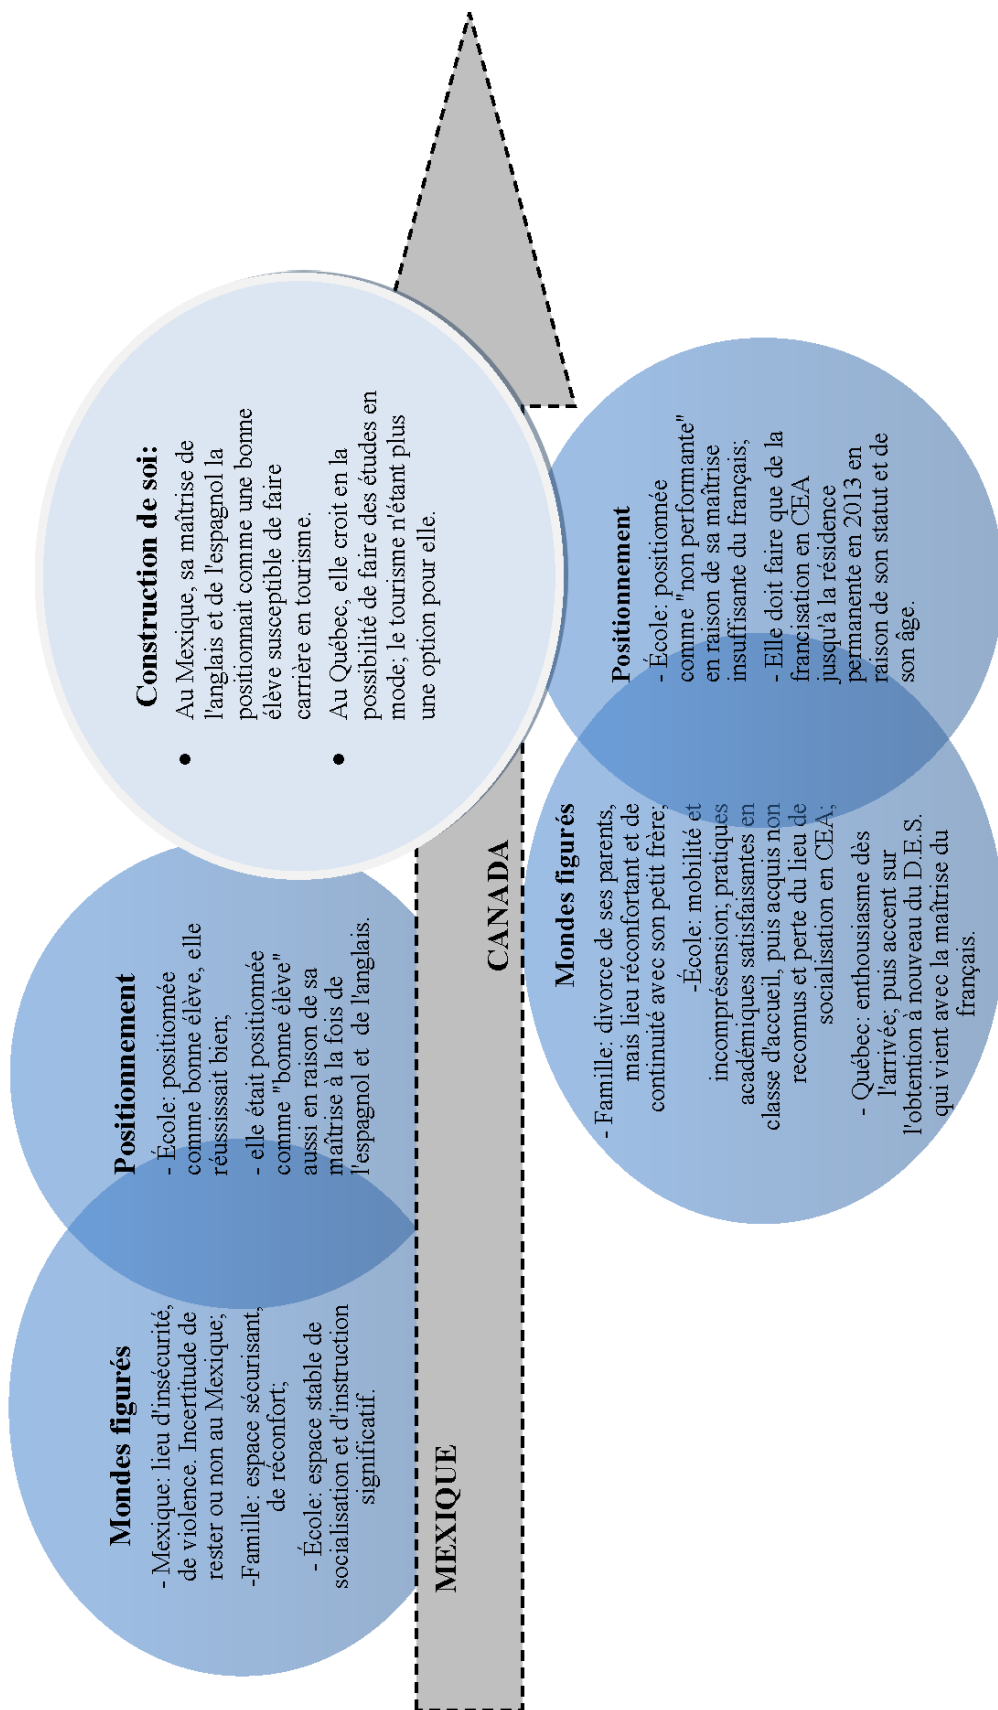 Mondes figurés
- Mexique: lieu d'insécurité,
de violence. Incertitude de
rester ou non au Mexique;
-Famille: espace sécurisant,
de réconfort;
- École: espace stable de
socialisation et d'instruction
significatif.
Positionnement
- École: positionnée
comme bonne élève, elle
réussissait bien;
- elle était positionnée
comme "bonne élève"
aussi en raison de sa
maîtrise à la fois de
l'espagnol et de l'anglais.
Construction de soi:
• Au Mexique, sa maîtrise de
l'anglais et de l'espagnol la
positionnait comme une bonne
élève susceptible de faire
carrière en tourisme.
• Au Québec, elle croit en la
possibilité de faire des études en
mode; le tourisme n'étant plus
une option pour elle.
MEXIQUE
CANADA
Mondes figurés
- Famille: divorce de ses parents,
mais lieu réconfortant et de
continuité avec son petit frère;
-École: mobilité et
incomprésension; pratiques
académiques satisfaisantes en
classe d'accueil, puis acquis non
reconnus et perte du lieu de
socialisation en CEA;
- Québec: enthousiasme dès
l'arrivée; puis accent sur
l'obtention à nouveau du D.E.S.
qui vient avec la maîtrise du
français.
Positionnement
- École: positionnée
comme "non performante"
en raison de sa maîtrise
insuffisante du français;
- Elle doit faire que de la
francisation en CEA
jusqu'à la résidence
permanente en 2013 en
raison de son statut et de
son âge.